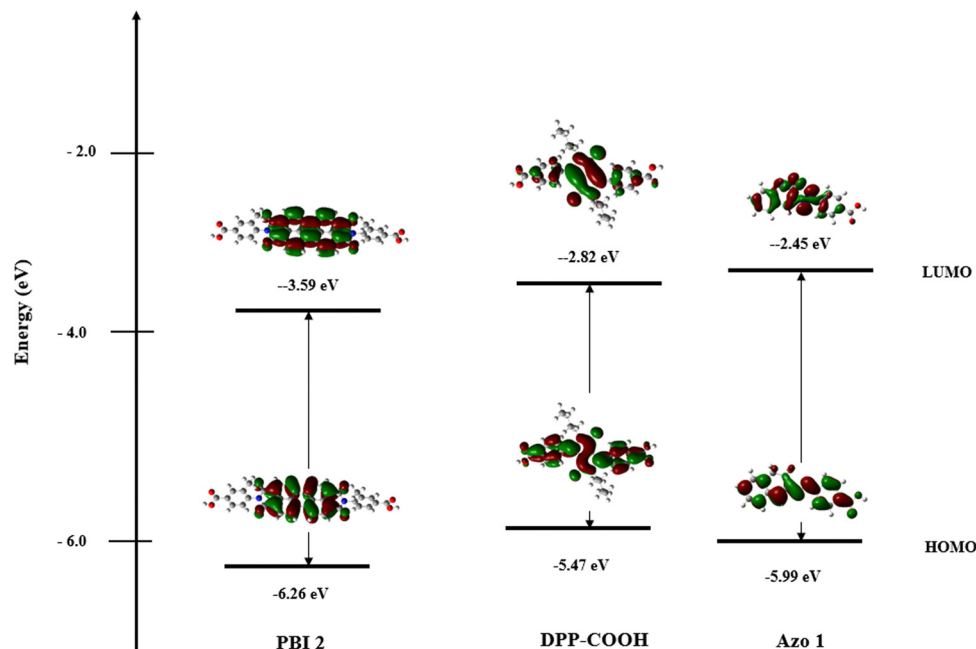 - 2.0
--3.59 eV
--2.82 eV
--2.45 eV
LUMO
Energy (eV)
- 4.0
- 6.0
HOMO
-6.26 eV
-5.47 eV
-5.99 eV
PBI 2
DPP-COOH
Azo 1